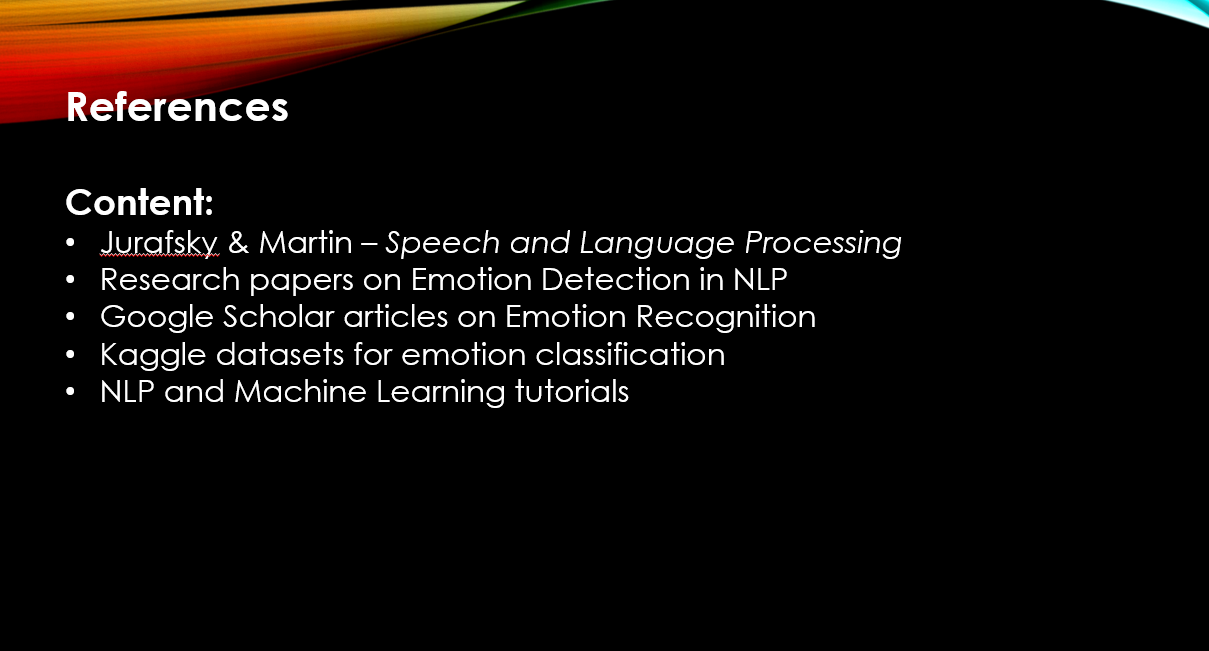 References
Content:
• Jurafsky & Martin – Speech and Language Processing
• Research papers on Emotion Detection in NLP
• Google Scholar articles on Emotion Recognition
• Kaggle datasets for emotion classification
• NLP and Machine Learning tutorials